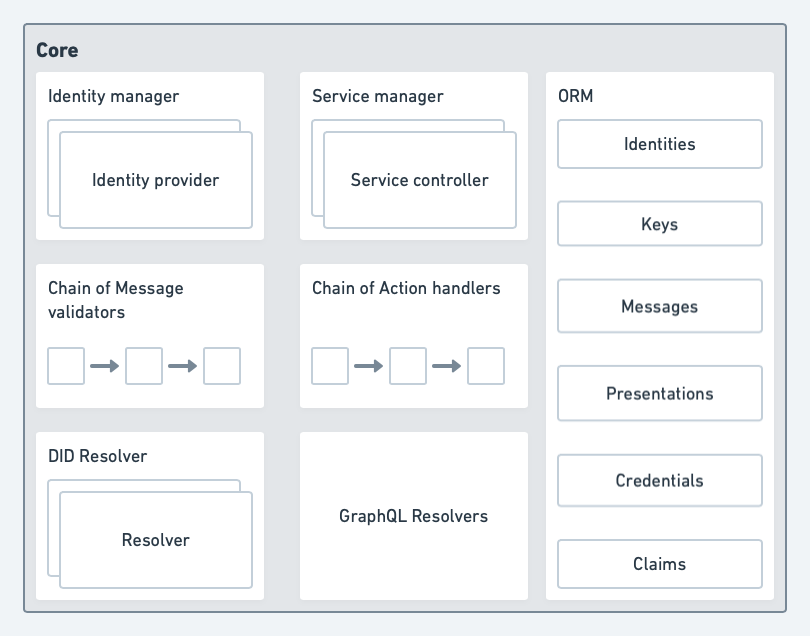 Core
Identity manager
Identity provider
Service manager
Service controller
ORM
Identities
Keys
Messages
Presentations
Credentials
Claims
Chain of Message
validators
Chain of Action handlers
DID Resolver
Resolver
GraphQL Resolvers